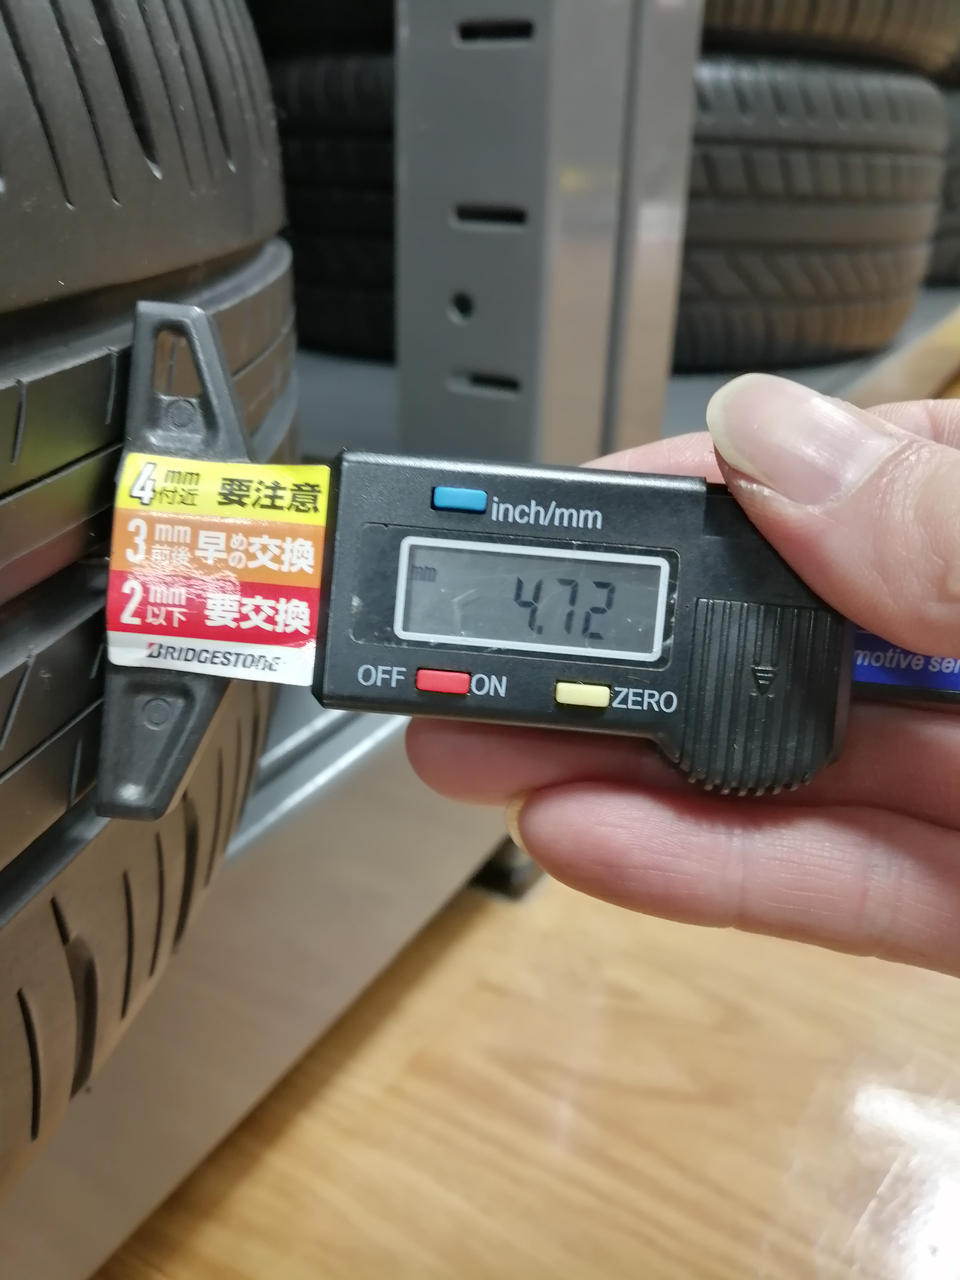 4mm付近 要注意
3mm前後 早めの交換
2mm以下 要交換
BRIDGESTONE
inch/mm
mm 4.72
OFF ON ZERO
motive ser